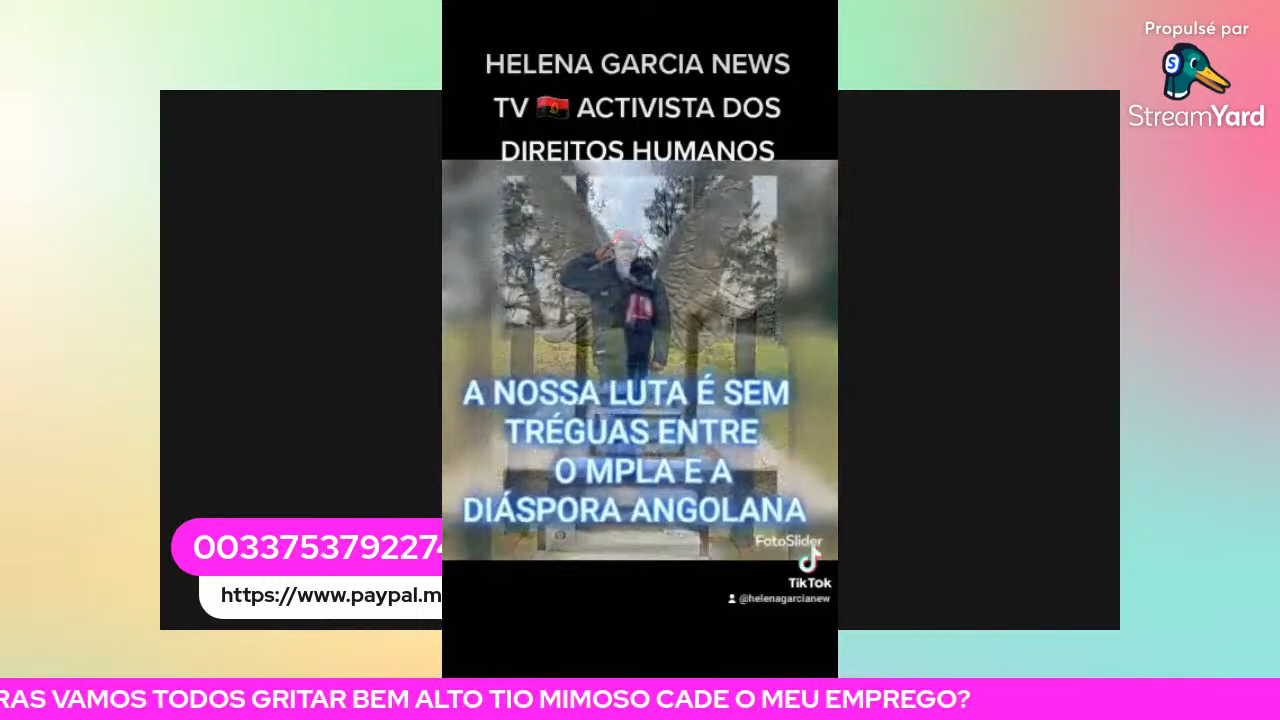 Propulsé par
StreamYard
HELENA GARCIA NEWS
TV 🇦🇴 ACTIVISTA DOS
DIREITOS HUMANOS
A NOSSA LUTA É SEM
TRÉGUAS ENTRE
O MPLA E A
DIÁSPORA ANGOLANA
FotoSlider
TikTok
@helenagarcianew
0033753792274
https://www.paypal.m
RAS VAMOS TODOS GRITAR BEM ALTO TIO MIMOSO CADE O MEU EMPREGO?